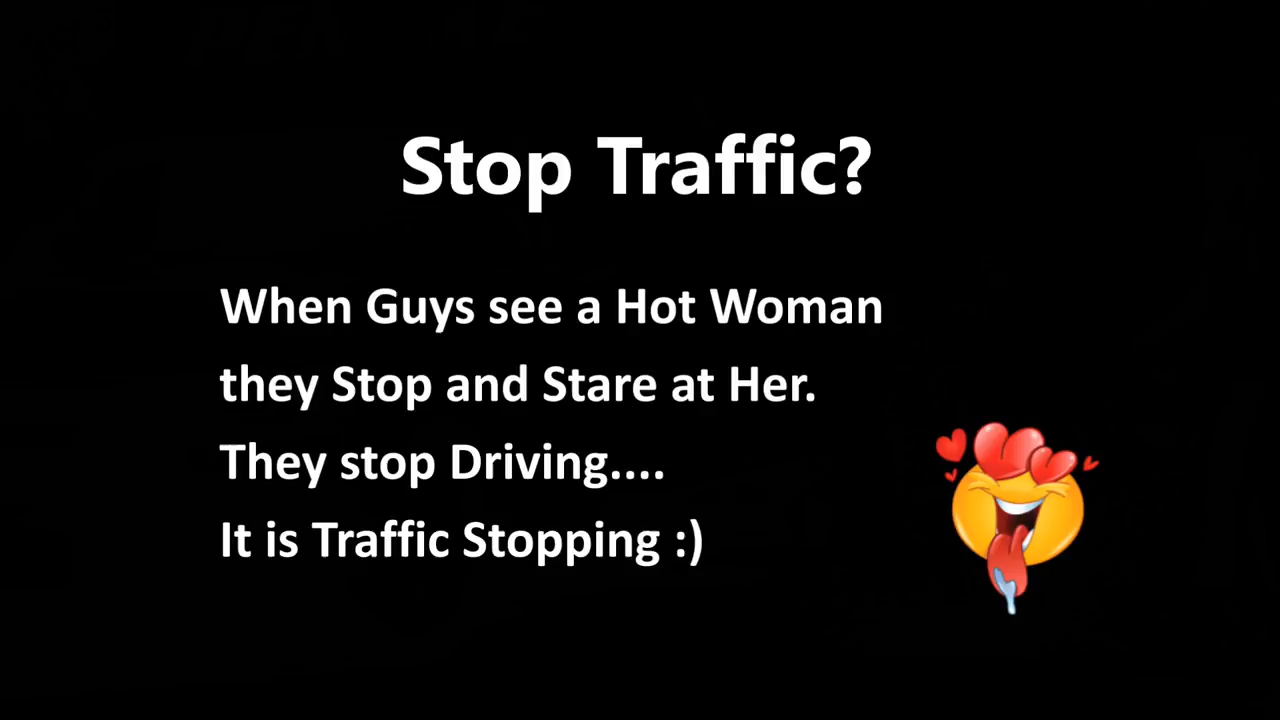 Stop Traffic?
When Guys see a Hot Woman
they Stop and Stare at Her.
They stop Driving....
It is Traffic Stopping :)